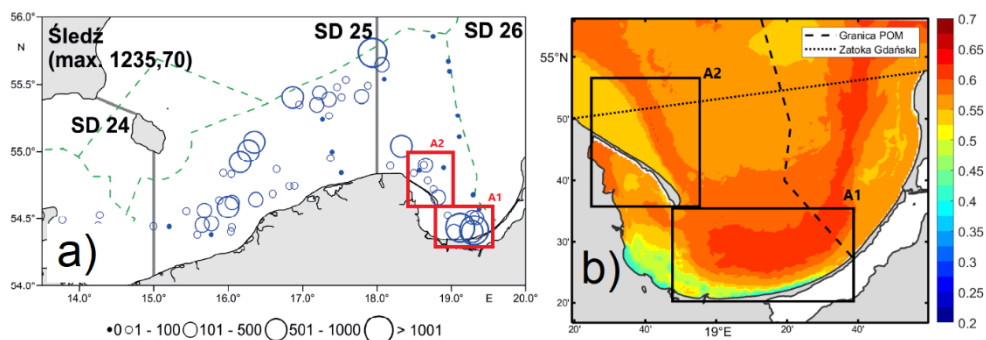 a)
Śledź
(max. 1235,70)
SD 24
SD 25
SD 26
A2
A1
N
56.0°
55.0°
54.5°
54.0°
15.0°
16.0°
17.0°
18.0°
19.0°
E
20.0°
0 1 - 100 101 - 500 501 - 1000 > 1001
b)
Granica POM
Zatoka Gdańska
A2
A1
55°N
50'
40'
30'
20'
20'
40'
19°E
20'
40'
0.7
0.65
0.6
0.55
0.5
0.45
0.4
0.35
0.3
0.25
0.2